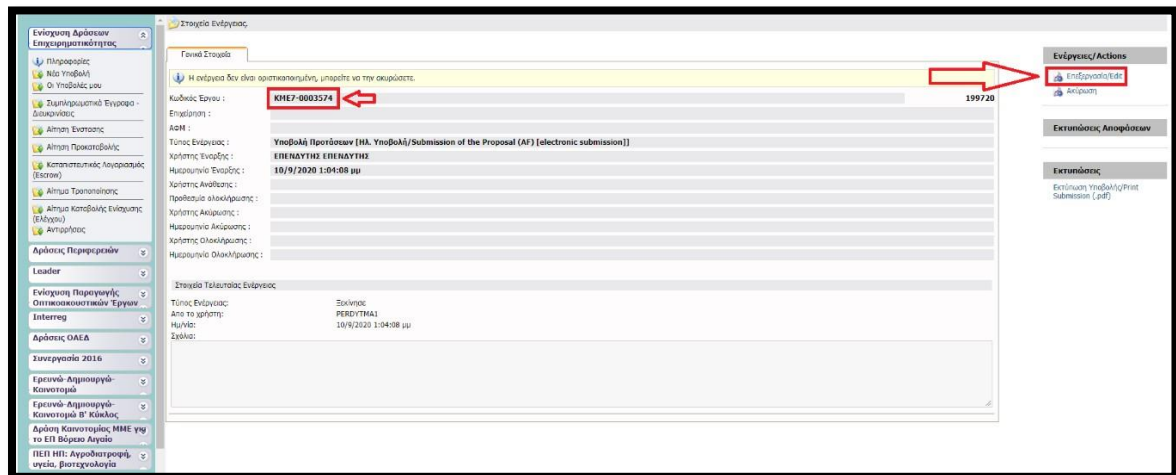 Ενίσχυση Δράσεων
Επιχειρηματικότητας
Πληροφορίες
Νέα Υποβολή
Οι Υποβολές μου
Συμπληρωματικά Έγγραφα -
Διευκρινίσεις
Αίτηση Ένστασης
Αίτηση Προκαταβολής
Καταπιστευτικός Λογαριασμός
(Escrow)
Αίτημα Τροποποίησης
Αίτημα Καταβολής Ενίσχυσης
(Ελέγχου)
Αντιρρήσεις
Δράσεις Περιφερειών
Leader
Ενίσχυση Παραγωγής
Οπτικοακουστικών Έργων
Interreg
Δράσεις ΟΑΕΔ
Συνεργασία 2016
Ερευνώ-Δημιουργώ-
Καινοτομώ
Ερευνώ-Δημιουργώ-
Καινοτομώ Β' Κύκλος
Δράση Καινοτομίας ΜΜΕ για
το ΕΠ Βόρειο Αιγαίο
ΠΕΠ ΗΠ: Αγροδιατροφή,
υγεία, βιοτεχνολογία
Στοιχεία Ενέργειας.
Γενικά Στοιχεία
Η ενέργεια δεν είναι οριστικοποιημένη, μπορείτε να την ακυρώσετε.
Κωδικός Έργου : ΚΜΕ7-0003574 199720
Επιχείρηση :
ΑΦΜ :
Τύπος Ενέργειας : Υποβολή Προτάσεων [Ηλ. Υποβολή/Submission of the Proposal (AF) [electronic submission]]
Χρήστης Έναρξης : ΕΠΕΝΔΥΤΗΣ ΕΠΕΝΔΥΤΗΣ
Ημερομηνία Έναρξης : 10/9/2020 1:04:08 μμ
Χρήστης Ανάθεσης :
Προθεσμία ολοκλήρωσης :
Χρήστης Ακύρωσης :
Ημερομηνία Ακύρωσης :
Χρήστης Ολοκλήρωσης :
Ημερομηνία Ολοκλήρωσης :
Στοιχεία Τελευταίας Ενέργειας
Τύπος Ενέργειας: Ξεκίνησε
Απο το χρήστη: PERDYTMA1
Ημ/νία: 10/9/2020 1:04:08 μμ
Σχόλια:
Ενέργειες/Actions
Επεξεργασία/Edit
Ακύρωση
Εκτυπώσεις Αποφάσεων
Εκτυπώσεις
Εκτύπωση Υποβολής/Print
Submission (.pdf)